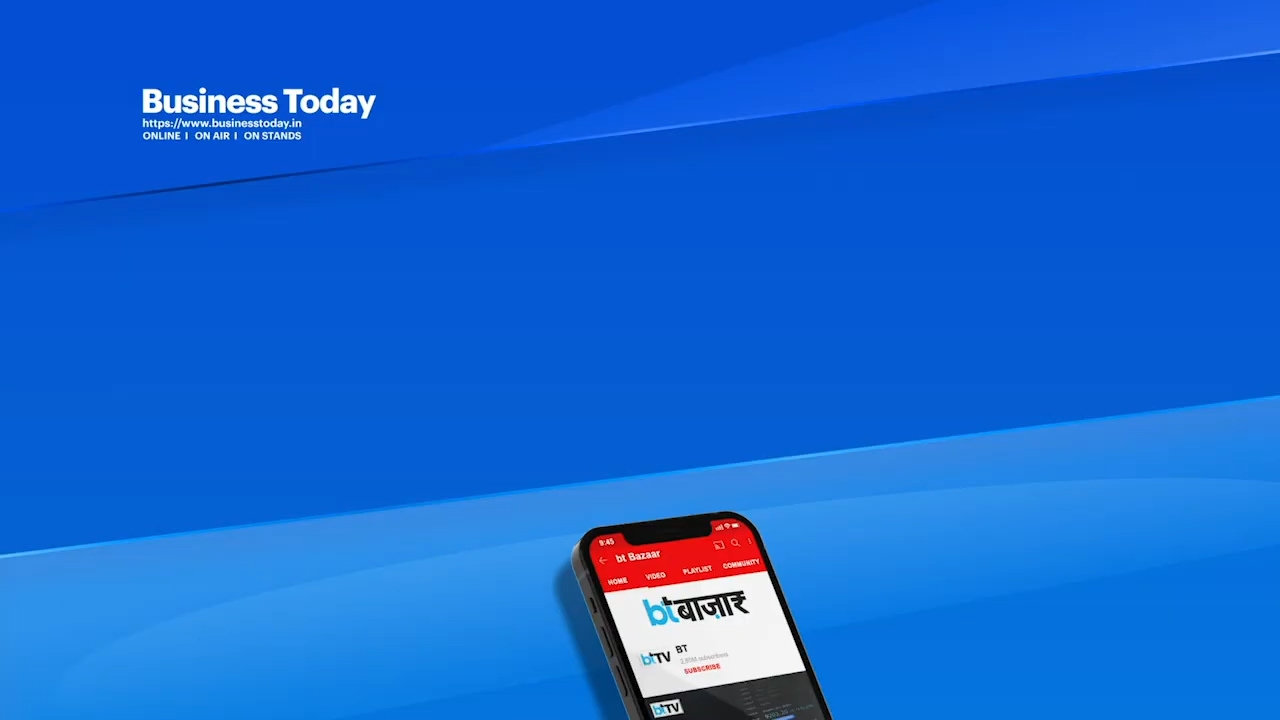 Business Today
https://www.businesstoday.in
ONLINE I ON AIR I ON STANDS
9:45
bt Bazaar
HOME VIDEO PLAYLIST COMMUNITY
btबाज़ार
btTV BT
subscribers
SUBSCRIBE
btTV